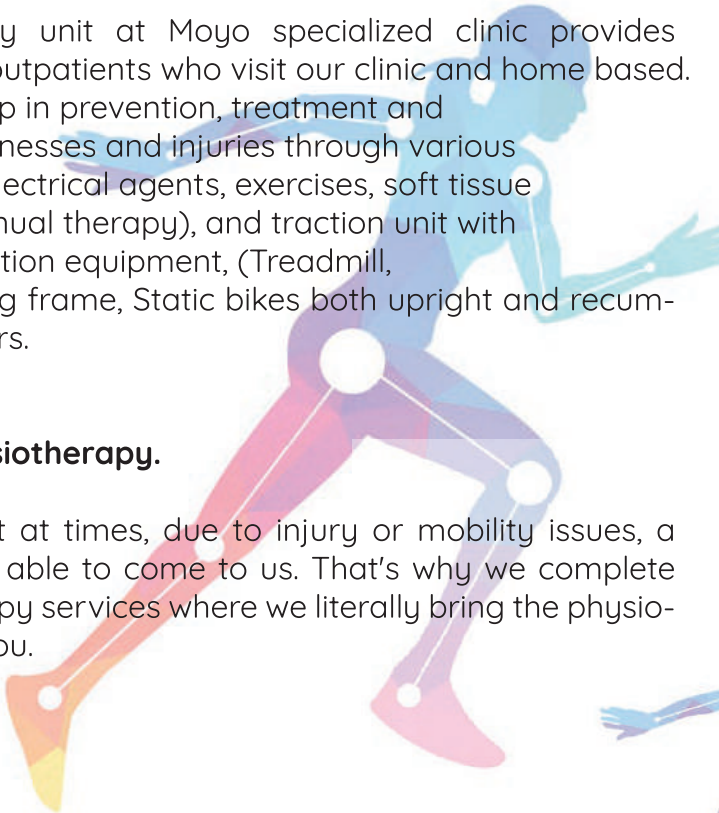 y unit at Moyo specialized clinic provides
outpatients who visit our clinic and home based.
p in prevention, treatment and
nesses and injuries through various
lectrical agents, exercises, soft tissue
nual therapy), and traction unit with
tion equipment, (Treadmill,
g frame, Static bikes both upright and recum-
rs.
siotherapy.
t at times, due to injury or mobility issues, a
able to come to us. That's why we complete
py services where we literally bring the physio-
ou.